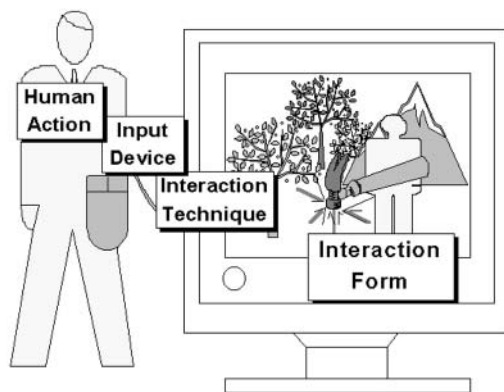 Human
Action
Input
Device
Interaction
Technique
Interaction
Form